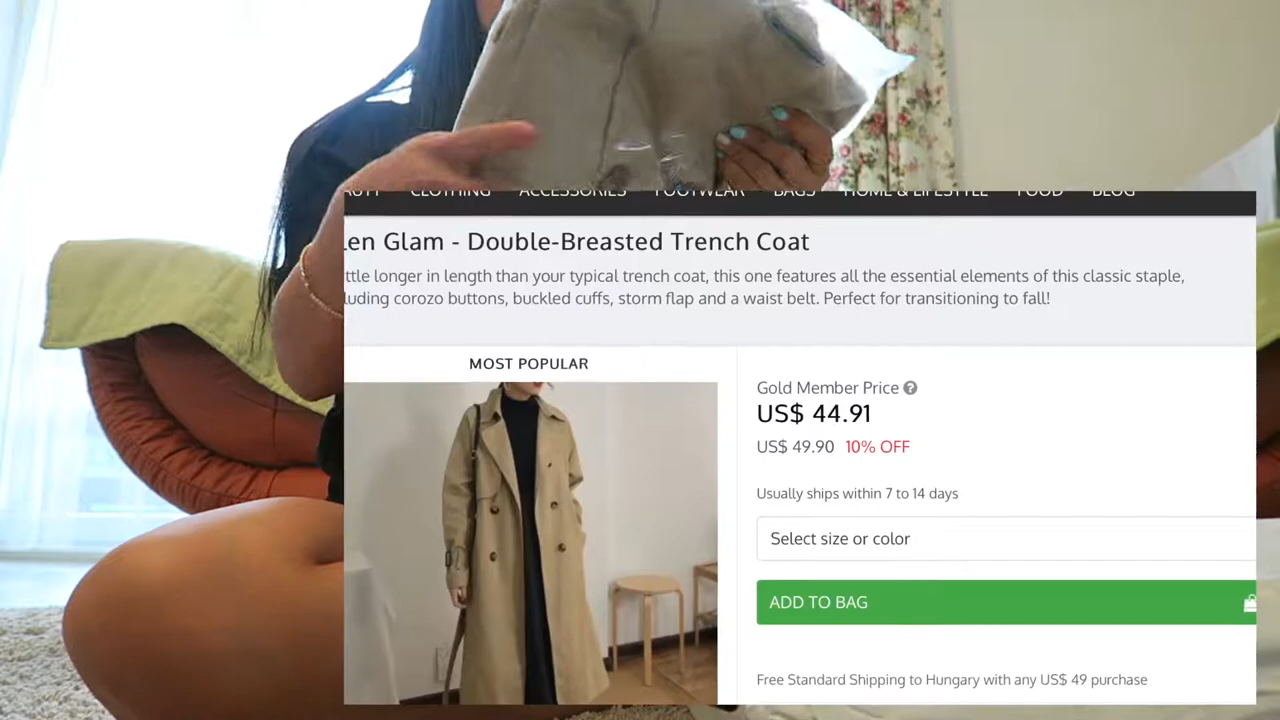 CLOTHING ACCESSORIES FOOTWEAR BAGS HOME & LIFESTYLE FOOD BLOG
Glam - Double-Breasted Trench Coat
longer in length than your typical trench coat, this one features all the essential elements of this classic staple,
corozo buttons, buckled cuffs, storm flap and a waist belt. Perfect for transitioning to fall!
MOST POPULAR
Gold Member Price ?
US$ 44.91
US$ 49.90 10% OFF
Usually ships within 7 to 14 days
Select size or color
ADD TO BAG
Free Standard Shipping to Hungary with any US$ 49 purchase